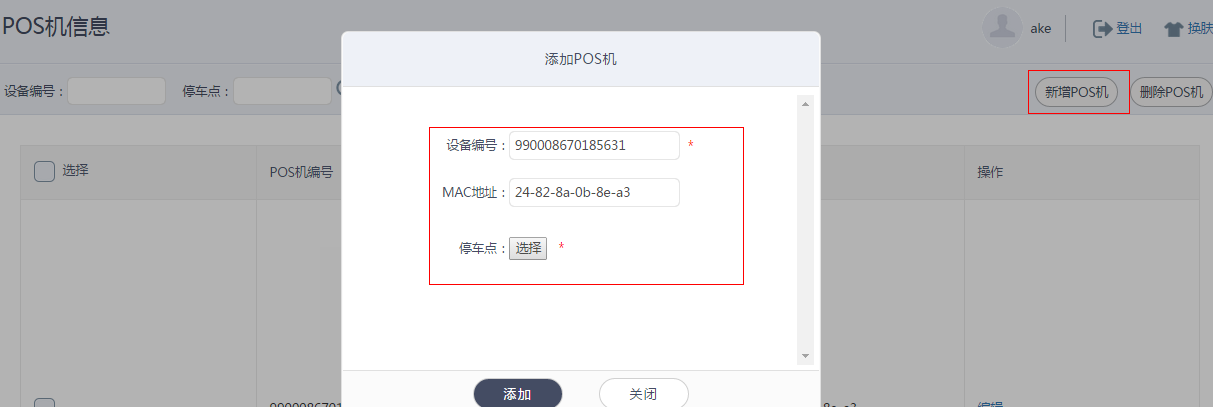 POS机信息
ake
登出
换肤
添加POS机
设备编号：
停车点：
新增POS机
删除POS机
设备编号：990008670185631 *
MAC地址：24-82-8a-0b-8e-a3
停车点：选择 *
选择
POS机编号
操作
添加
关闭